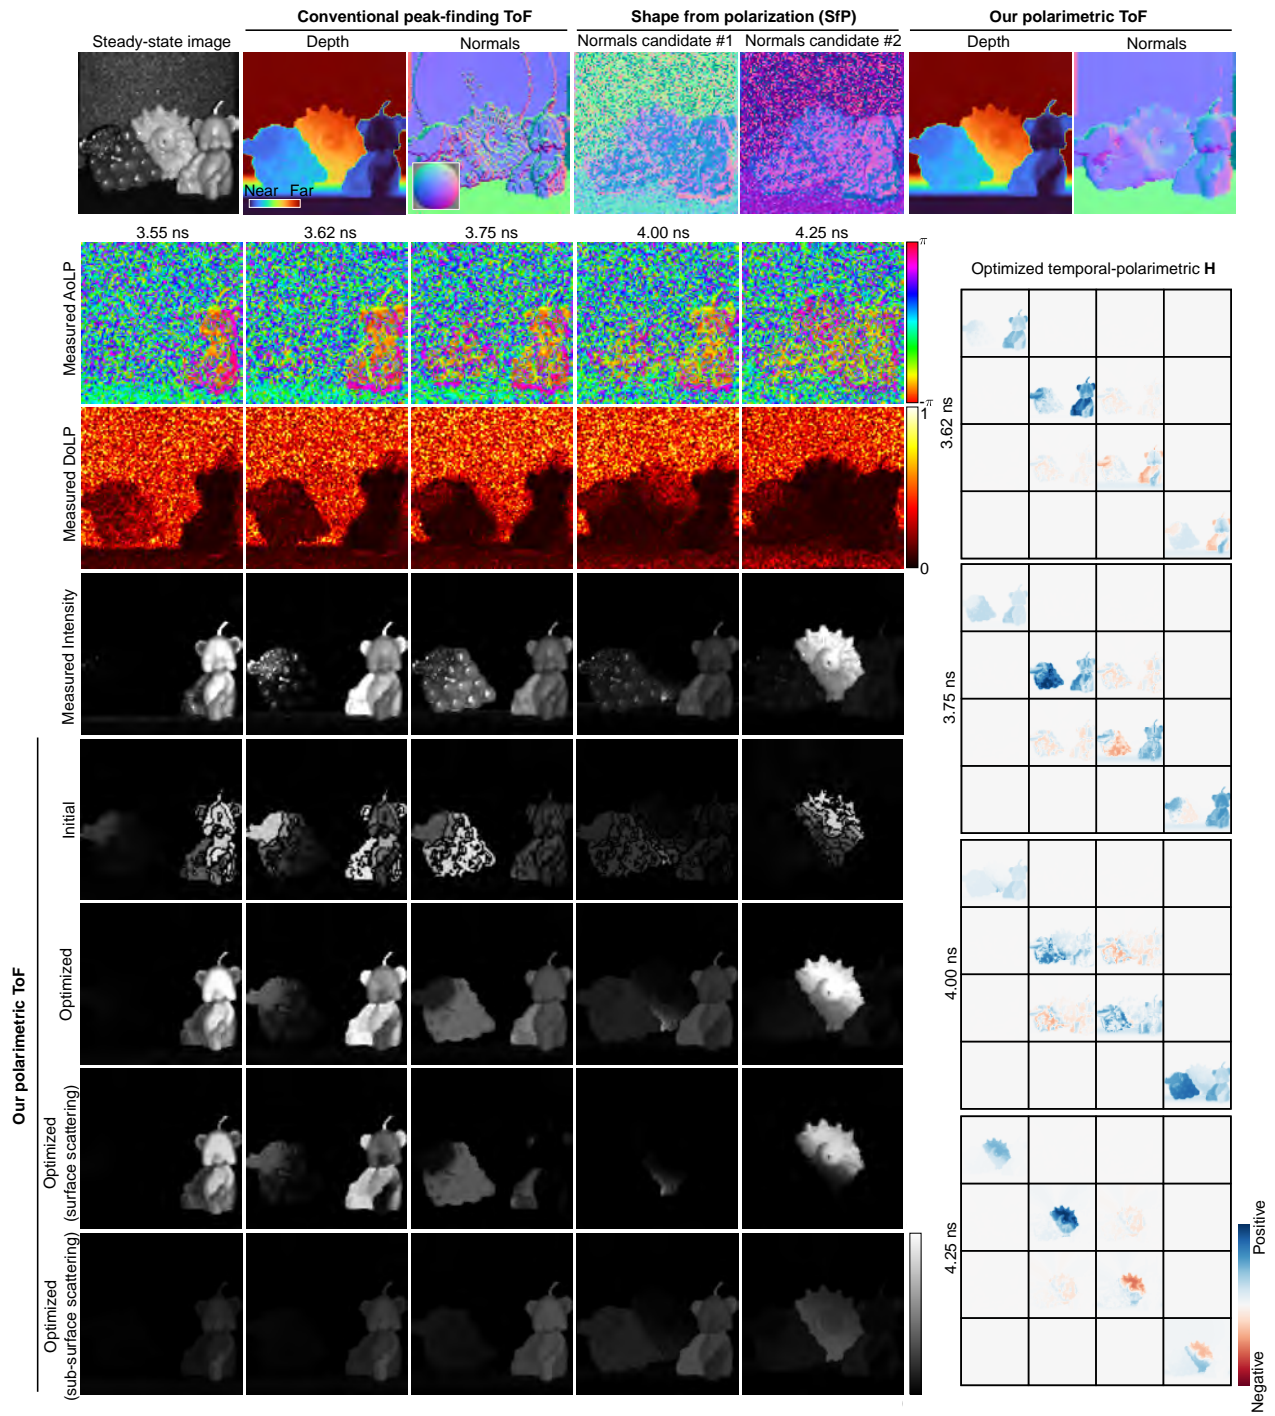 Conventional peak-finding ToF
Shape from polarization (SfP)
Our polarimetric ToF
Steady-state image
Depth
Normals
Normals candidate #1
Normals candidate #2
Depth
Normals
Near Far
3.55 ns
3.62 ns
3.75 ns
4.00 ns
4.25 ns
Measured AoLP
π
-π
Measured DoLP
1
0
Measured Intensity
Our polarimetric ToF
Initial
Optimized
Optimized
(surface scattering)
Optimized
(sub-surface scattering)
Optimized temporal-polarimetric H
3.62 ns
3.75 ns
4.00 ns
4.25 ns
Positive
Negative